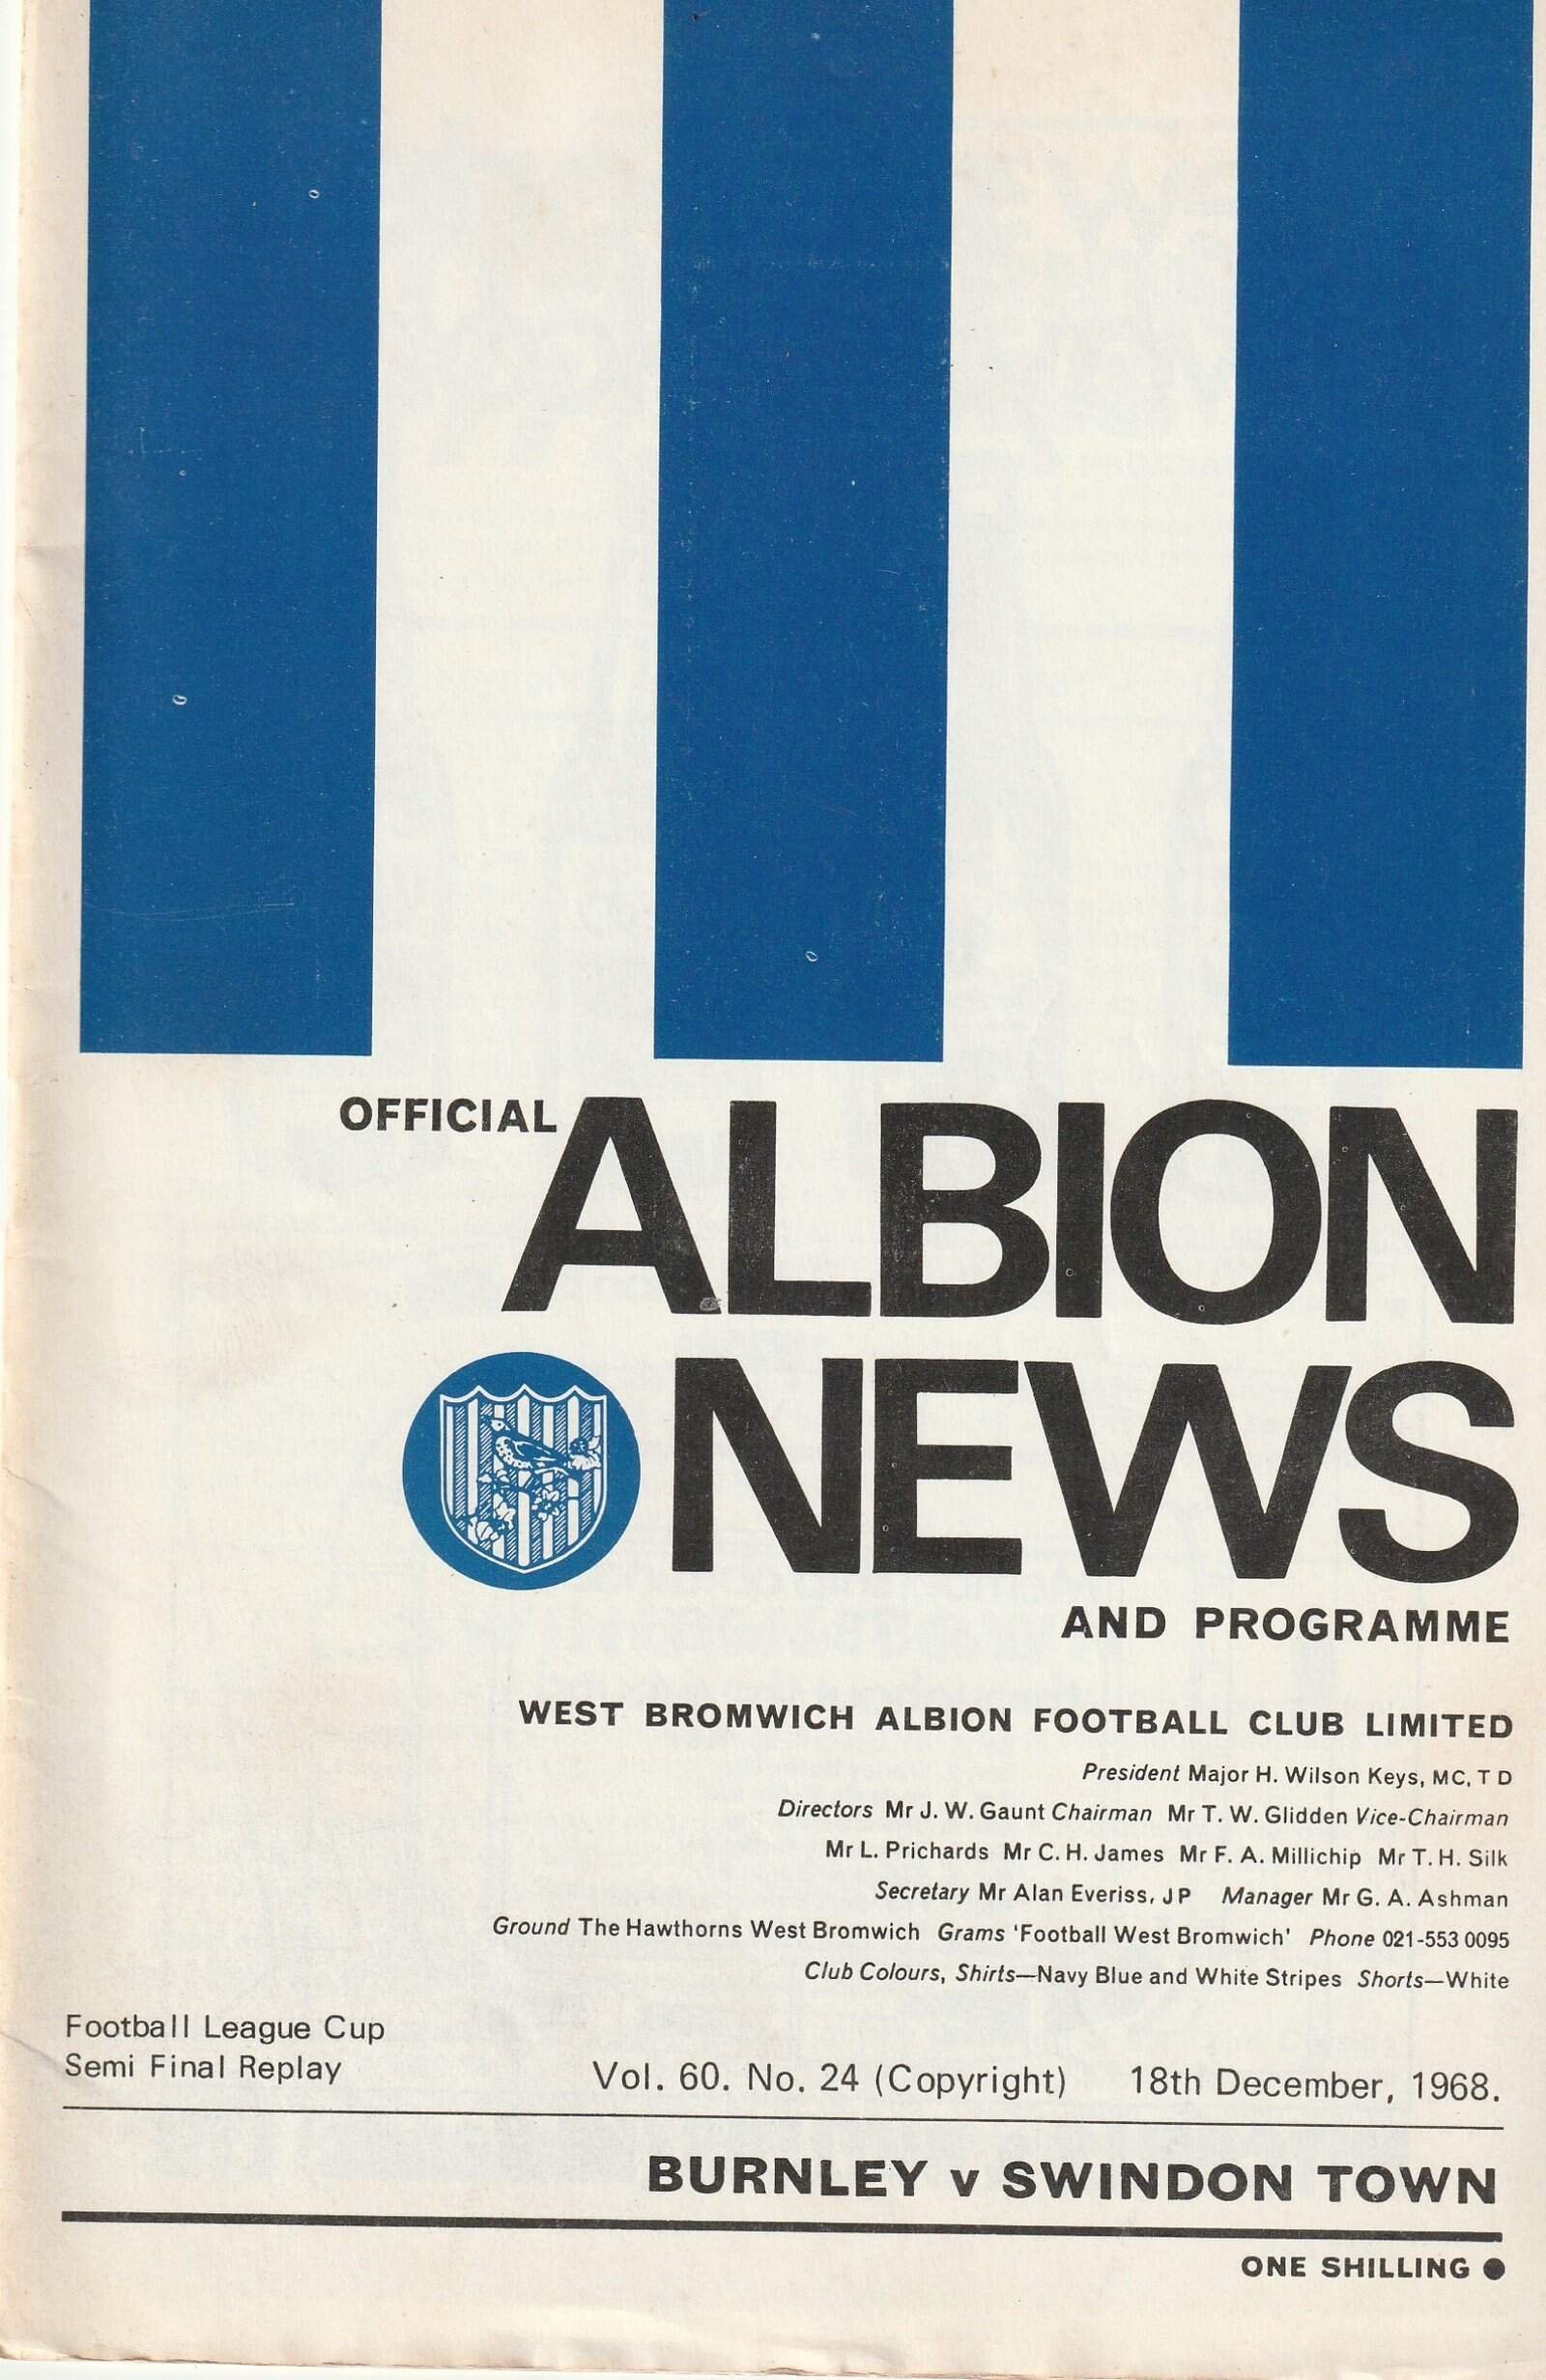 OFFICIAL ALBION
NEWS
AND PROGRAMME
WEST BROMWICH ALBION FOOTBALL CLUB LIMITED
President Major H. Wilson Keys, MC, T D
Directors Mr J. W. Gaunt Chairman Mr T. W. Glidden Vice-Chairman
Mr L. Prichards Mr C. H. James Mr F. A. Millichip Mr T. H. Silk
Secretary Mr Alan Everiss, JP Manager Mr G. A. Ashman
Ground The Hawthorns West Bromwich Grams 'Football West Bromwich' Phone 021-553 0095
Club Colours, Shirts—Navy Blue and White Stripes Shorts—White
Football League Cup
Semi Final Replay
Vol. 60. No. 24 (Copyright) 18th December, 1968.
BURNLEY v SWINDON TOWN
ONE SHILLING ●